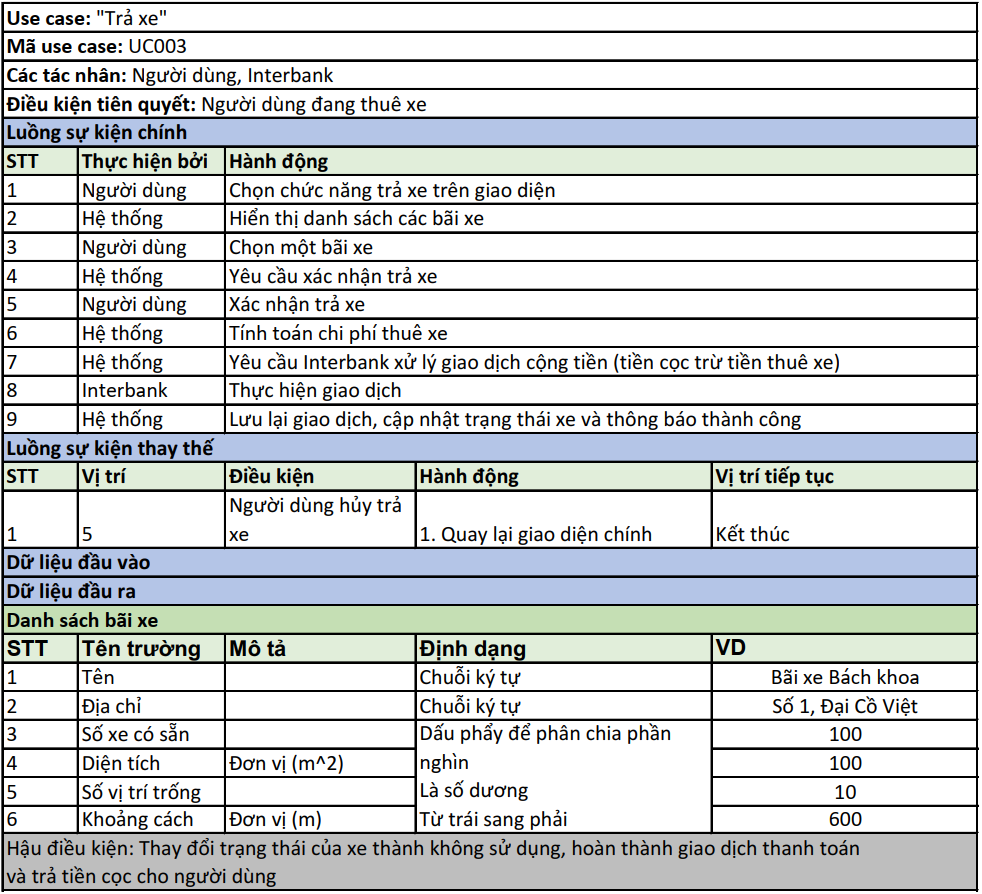 Use case: "Trả xe"
Mã use case: UC003
Các tác nhân: Người dùng, Interbank
Điều kiện tiên quyết: Người dùng đang thuê xe
Luồng sự kiện chính
STT Thực hiện bởi Hành động
1 Người dùng Chọn chức năng trả xe trên giao diện
2 Hệ thống Hiển thị danh sách các bãi xe
3 Người dùng Chọn một bãi xe
4 Hệ thống Yêu cầu xác nhận trả xe
5 Người dùng Xác nhận trả xe
6 Hệ thống Tính toán chi phí thuê xe
7 Hệ thống Yêu cầu Interbank xử lý giao dịch cộng tiền (tiền cọc trừ tiền thuê xe)
8 Interbank Thực hiện giao dịch
9 Hệ thống Lưu lại giao dịch, cập nhật trạng thái xe và thông báo thành công
Luồng sự kiện thay thế
STT Vị trí Điều kiện Hành động Vị trí tiếp tục
Người dùng hủy trả
1 5 xe 1. Quay lại giao diện chính Kết thúc
Dữ liệu đầu vào
Dữ liệu đầu ra
Danh sách bãi xe
STT Tên trường Mô tả Định dạng VD
1 Tên Chuỗi ký tự Bãi xe Bách khoa
2 Địa chỉ Chuỗi ký tự Số 1, Đại Cồ Việt
3 Số xe có sẵn Dấu phẩy để phân chia phần 100
4 Diện tích Đơn vị (m^2) nghìn 100
5 Số vị trí trống Là số dương 10
6 Khoảng cách Đơn vị (m) Từ trái sang phải 600
Hậu điều kiện: Thay đổi trạng thái của xe thành không sử dụng, hoàn thành giao dịch thanh toán
và trả tiền cọc cho người dùng